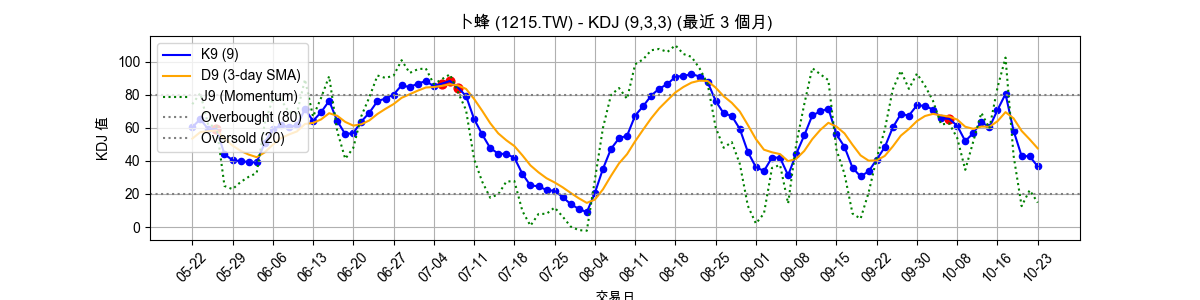 卜蜂 (1215.TW) - KDJ (9,3,3) (最近 3 個月)
KDJ 值
100
80
60
40
20
0
K9 (9)
D9 (3-day SMA)
J9 (Momentum)
Overbought (80)
Oversold (20)
05-22 05-29 06-06 06-13 06-20 06-27 07-04 07-11 07-18 07-25 08-04 08-11 08-18 08-25 09-01 09-08 09-15 09-22 09-30 10-08 10-16 10-23
交易日